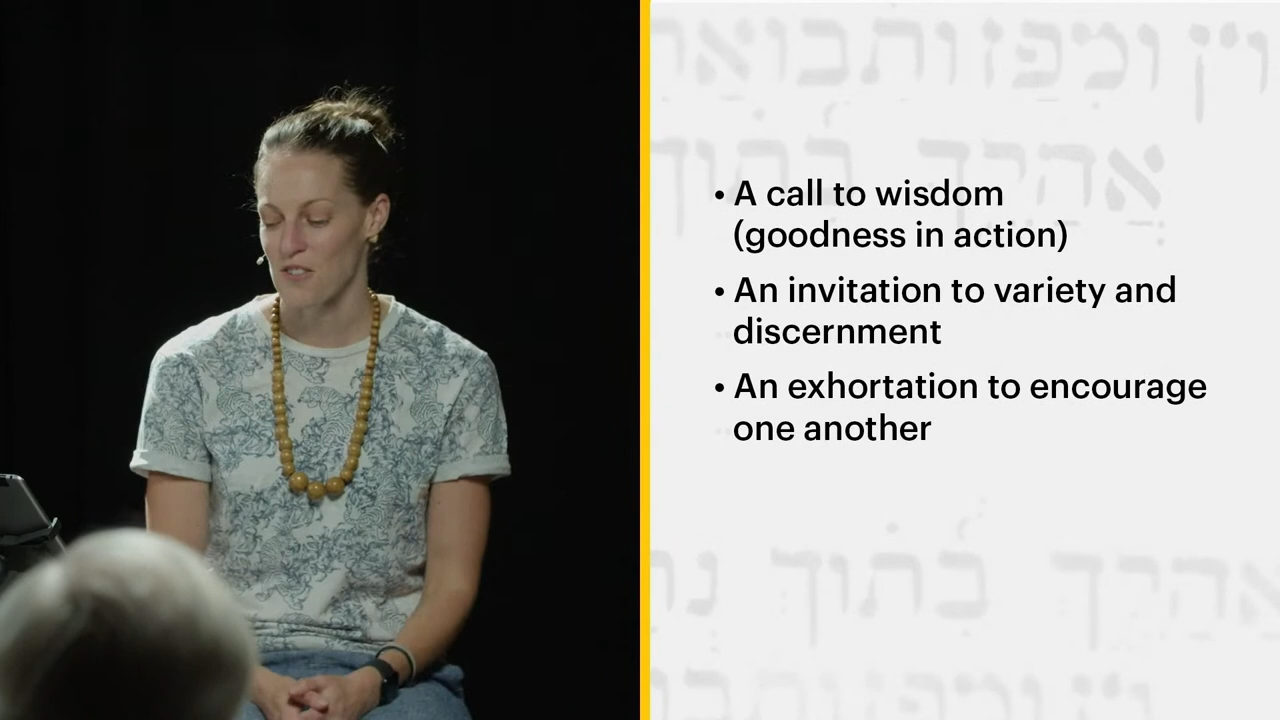 • A call to wisdom
(goodness in action)
• An invitation to variety and
discernment
• An exhortation to encourage
one another